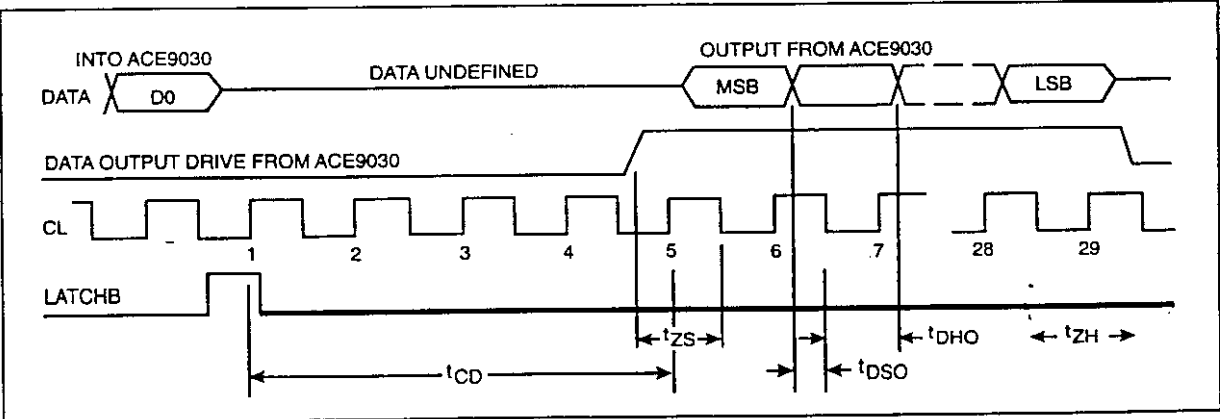 INTO ACE9030
OUTPUT FROM ACE9030
DATA
D0
DATA UNDEFINED
MSB
LSB
DATA OUTPUT DRIVE FROM ACE9030
CL
1 2 3 4 5 6 7 28 29
LATCHB
tZS
tDHO
tZH
tCD
tDSO